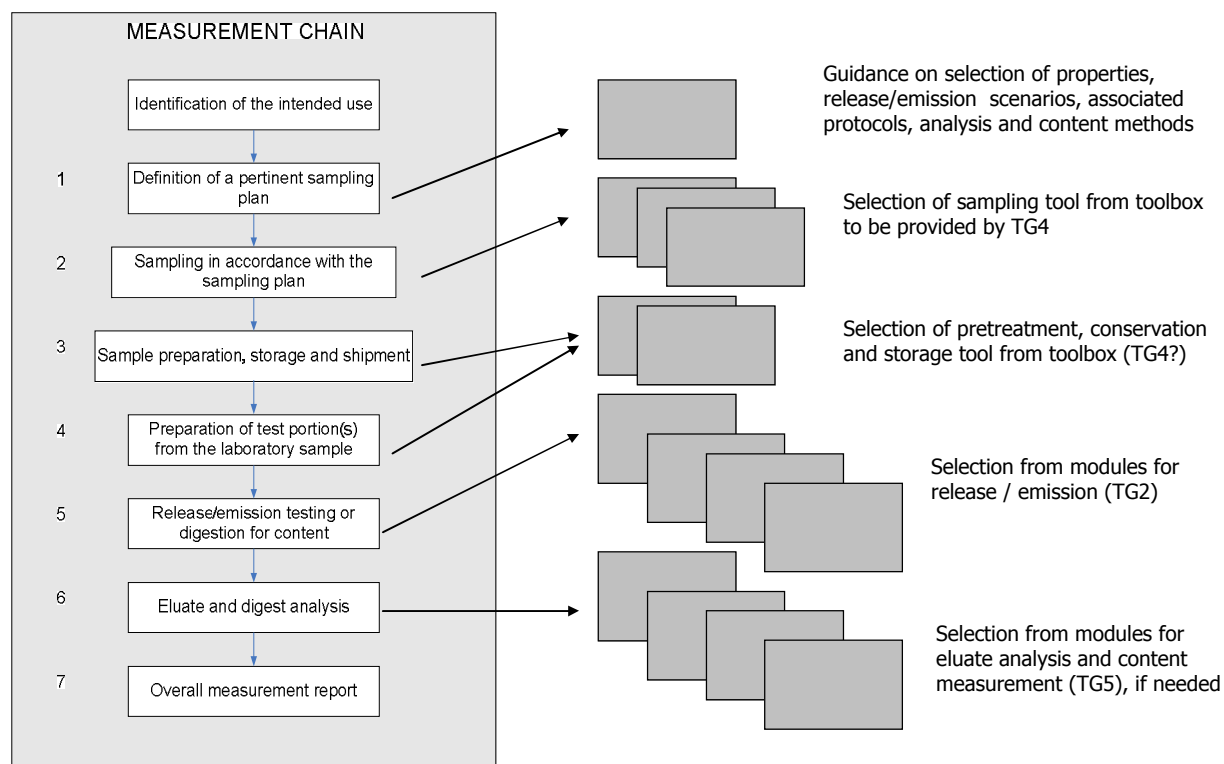 MEASUREMENT CHAIN
Identification of the intended use
1
Definition of a pertinent sampling
plan
2
Sampling in accordance with the
sampling plan
3
Sample preparation, storage and shipment
4
Preparation of test portion(s)
from the laboratory sample
5
Release/emission testing or
digestion for content
6
Eluate and digest analysis
7
Overall measurement report
Guidance on selection of properties,
release/emission scenarios, associated
protocols, analysis and content methods
Selection of sampling tool from toolbox
to be provided by TG4
Selection of pretreatment, conservation
and storage tool from toolbox (TG4?)
Selection from modules for
release / emission (TG2)
Selection from modules for
eluate analysis and content
measurement (TG5), if needed